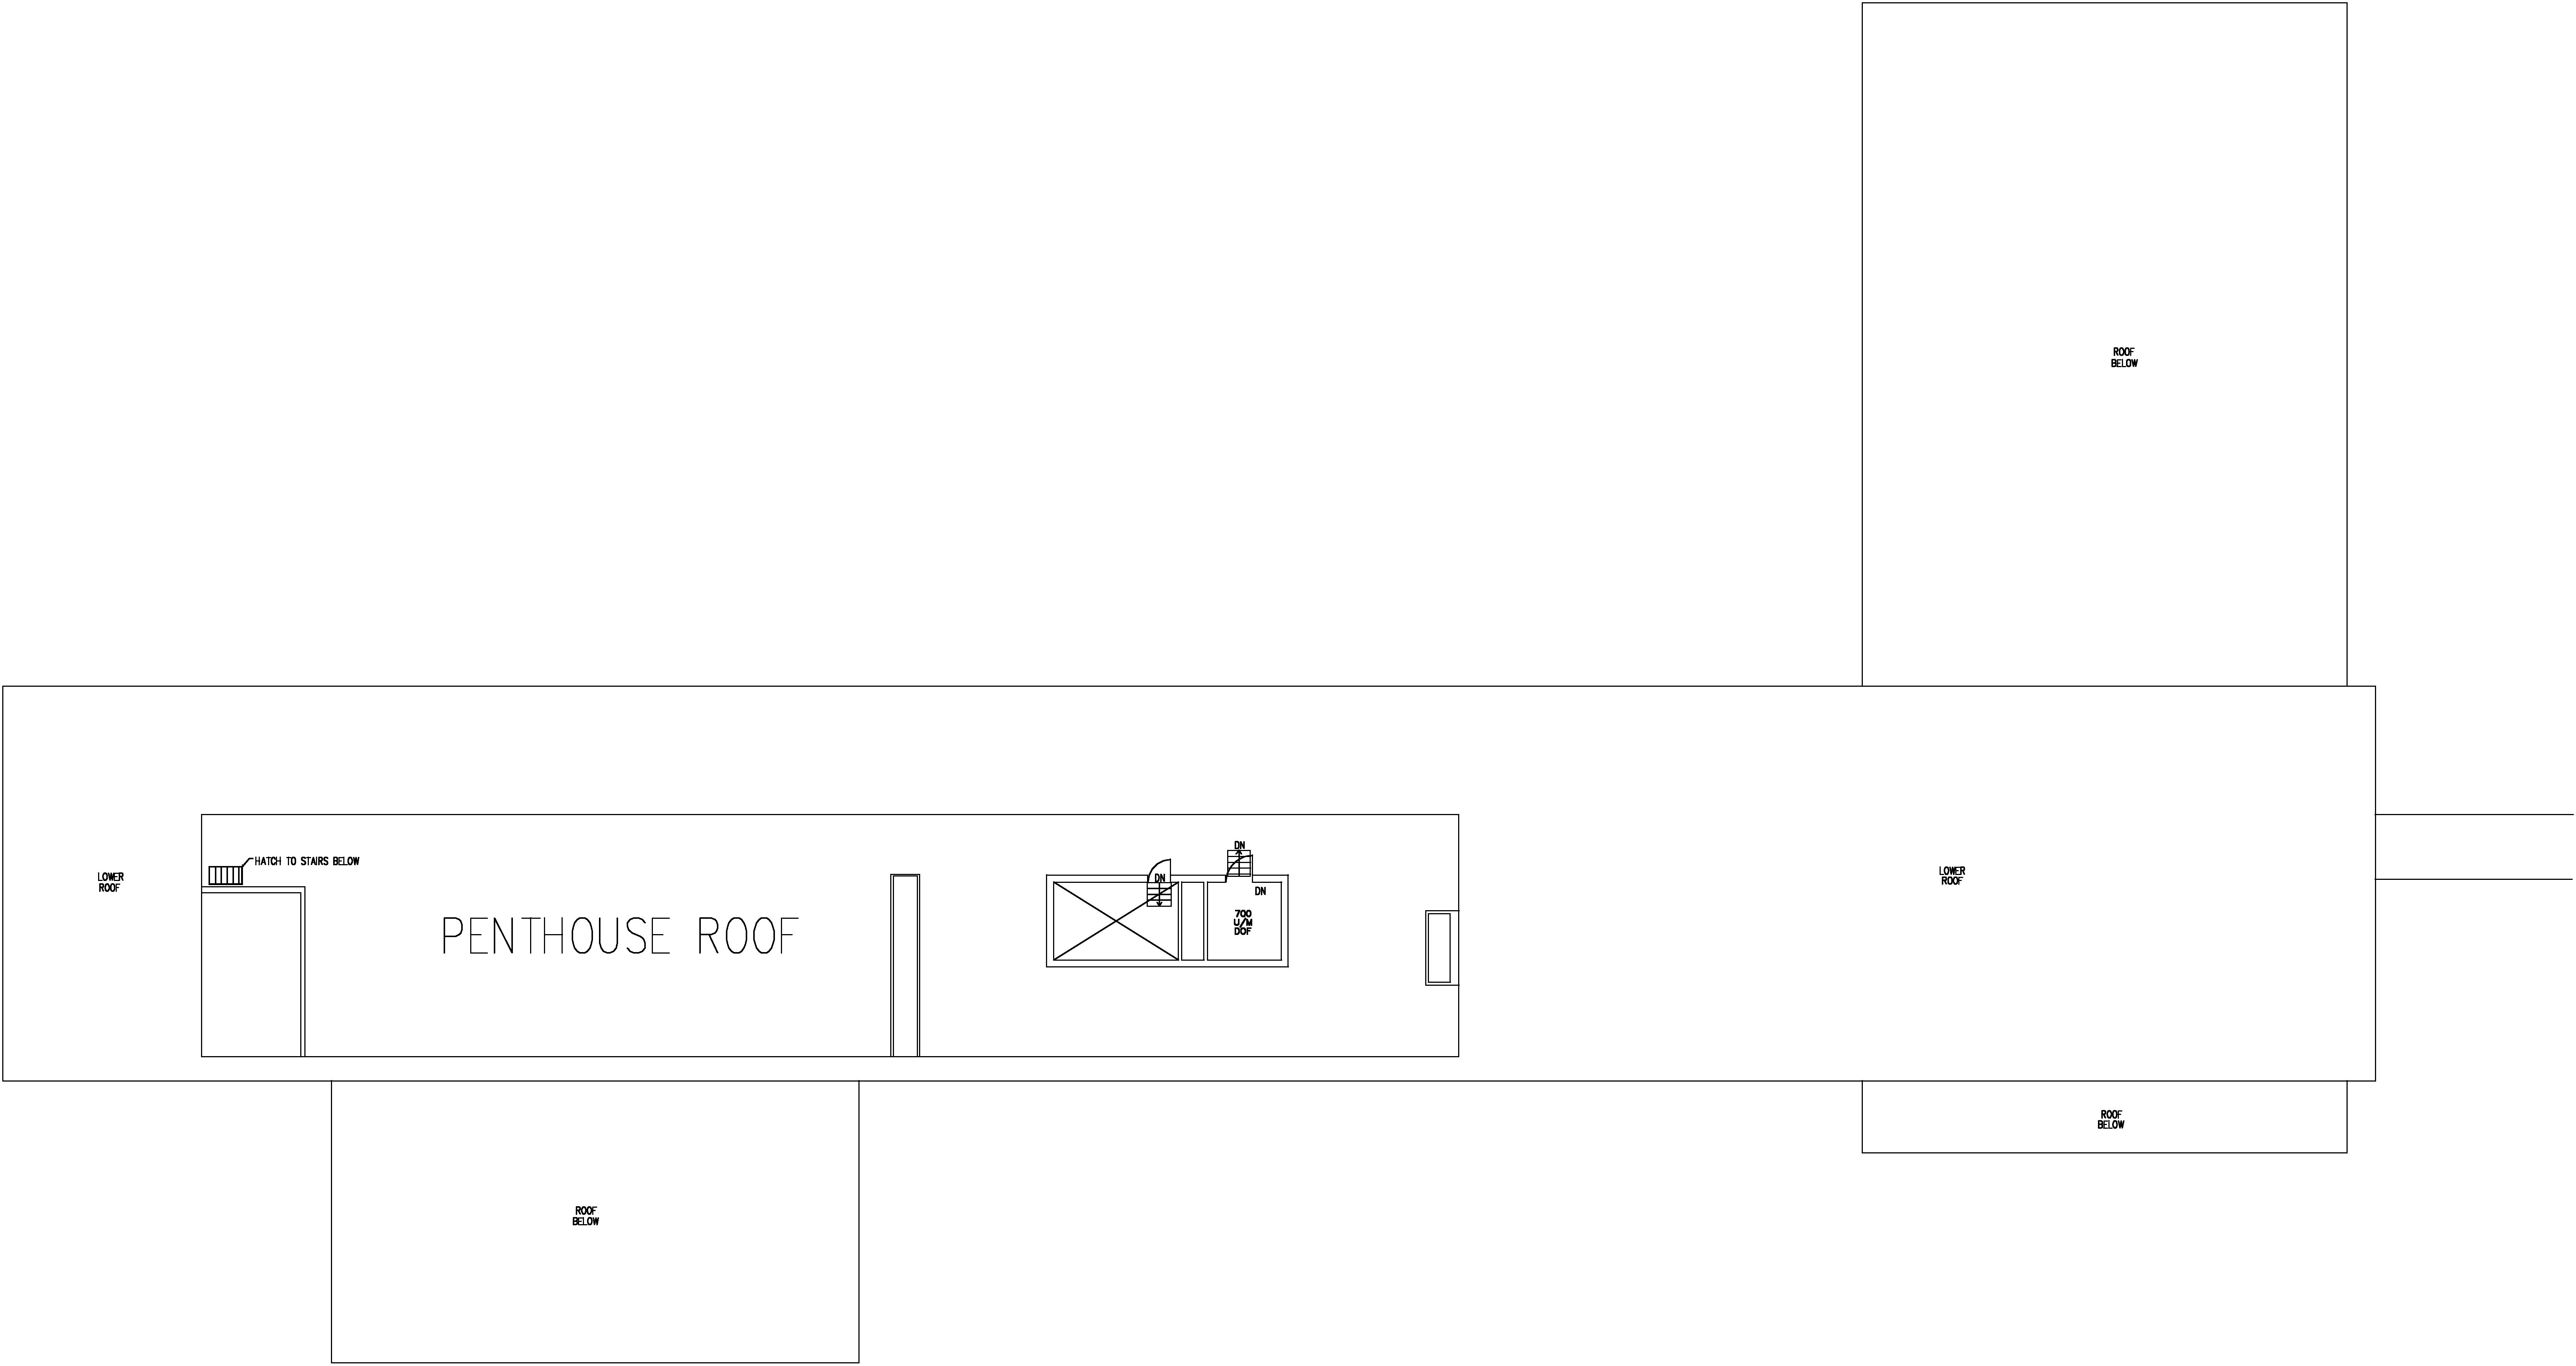 ROOF
BELOW
DN
HATCH TO STAIRS BELOW
LOWER
ROOF
DN
DN
LOWER
ROOF
700
U/M
DOF
PENTHOUSE ROOF
ROOF
BELOW
ROOF
BELOW